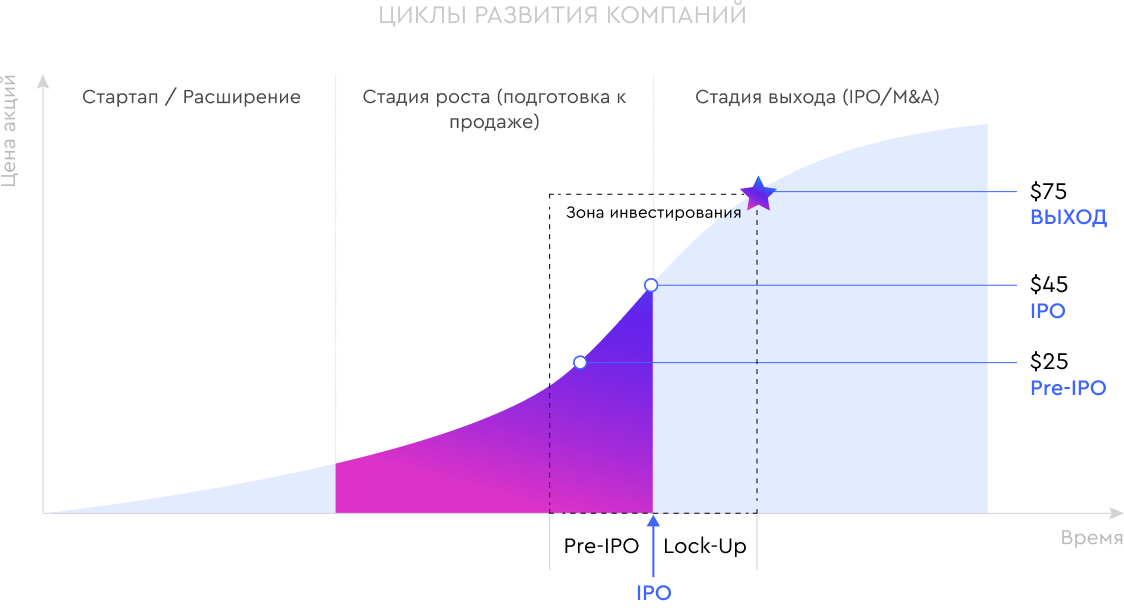 ЦИКЛЫ РАЗВИТИЯ КОМПАНИЙ
Цена акций
Стартап / Расширение
Стадия роста (подготовка к
продаже)
Стадия выхода (IPO/M&A)
Зона инвестирования
$75
ВЫХОД
$45
IPO
$25
Pre-IPO
Время
Pre-IPO
Lock-Up
IPO